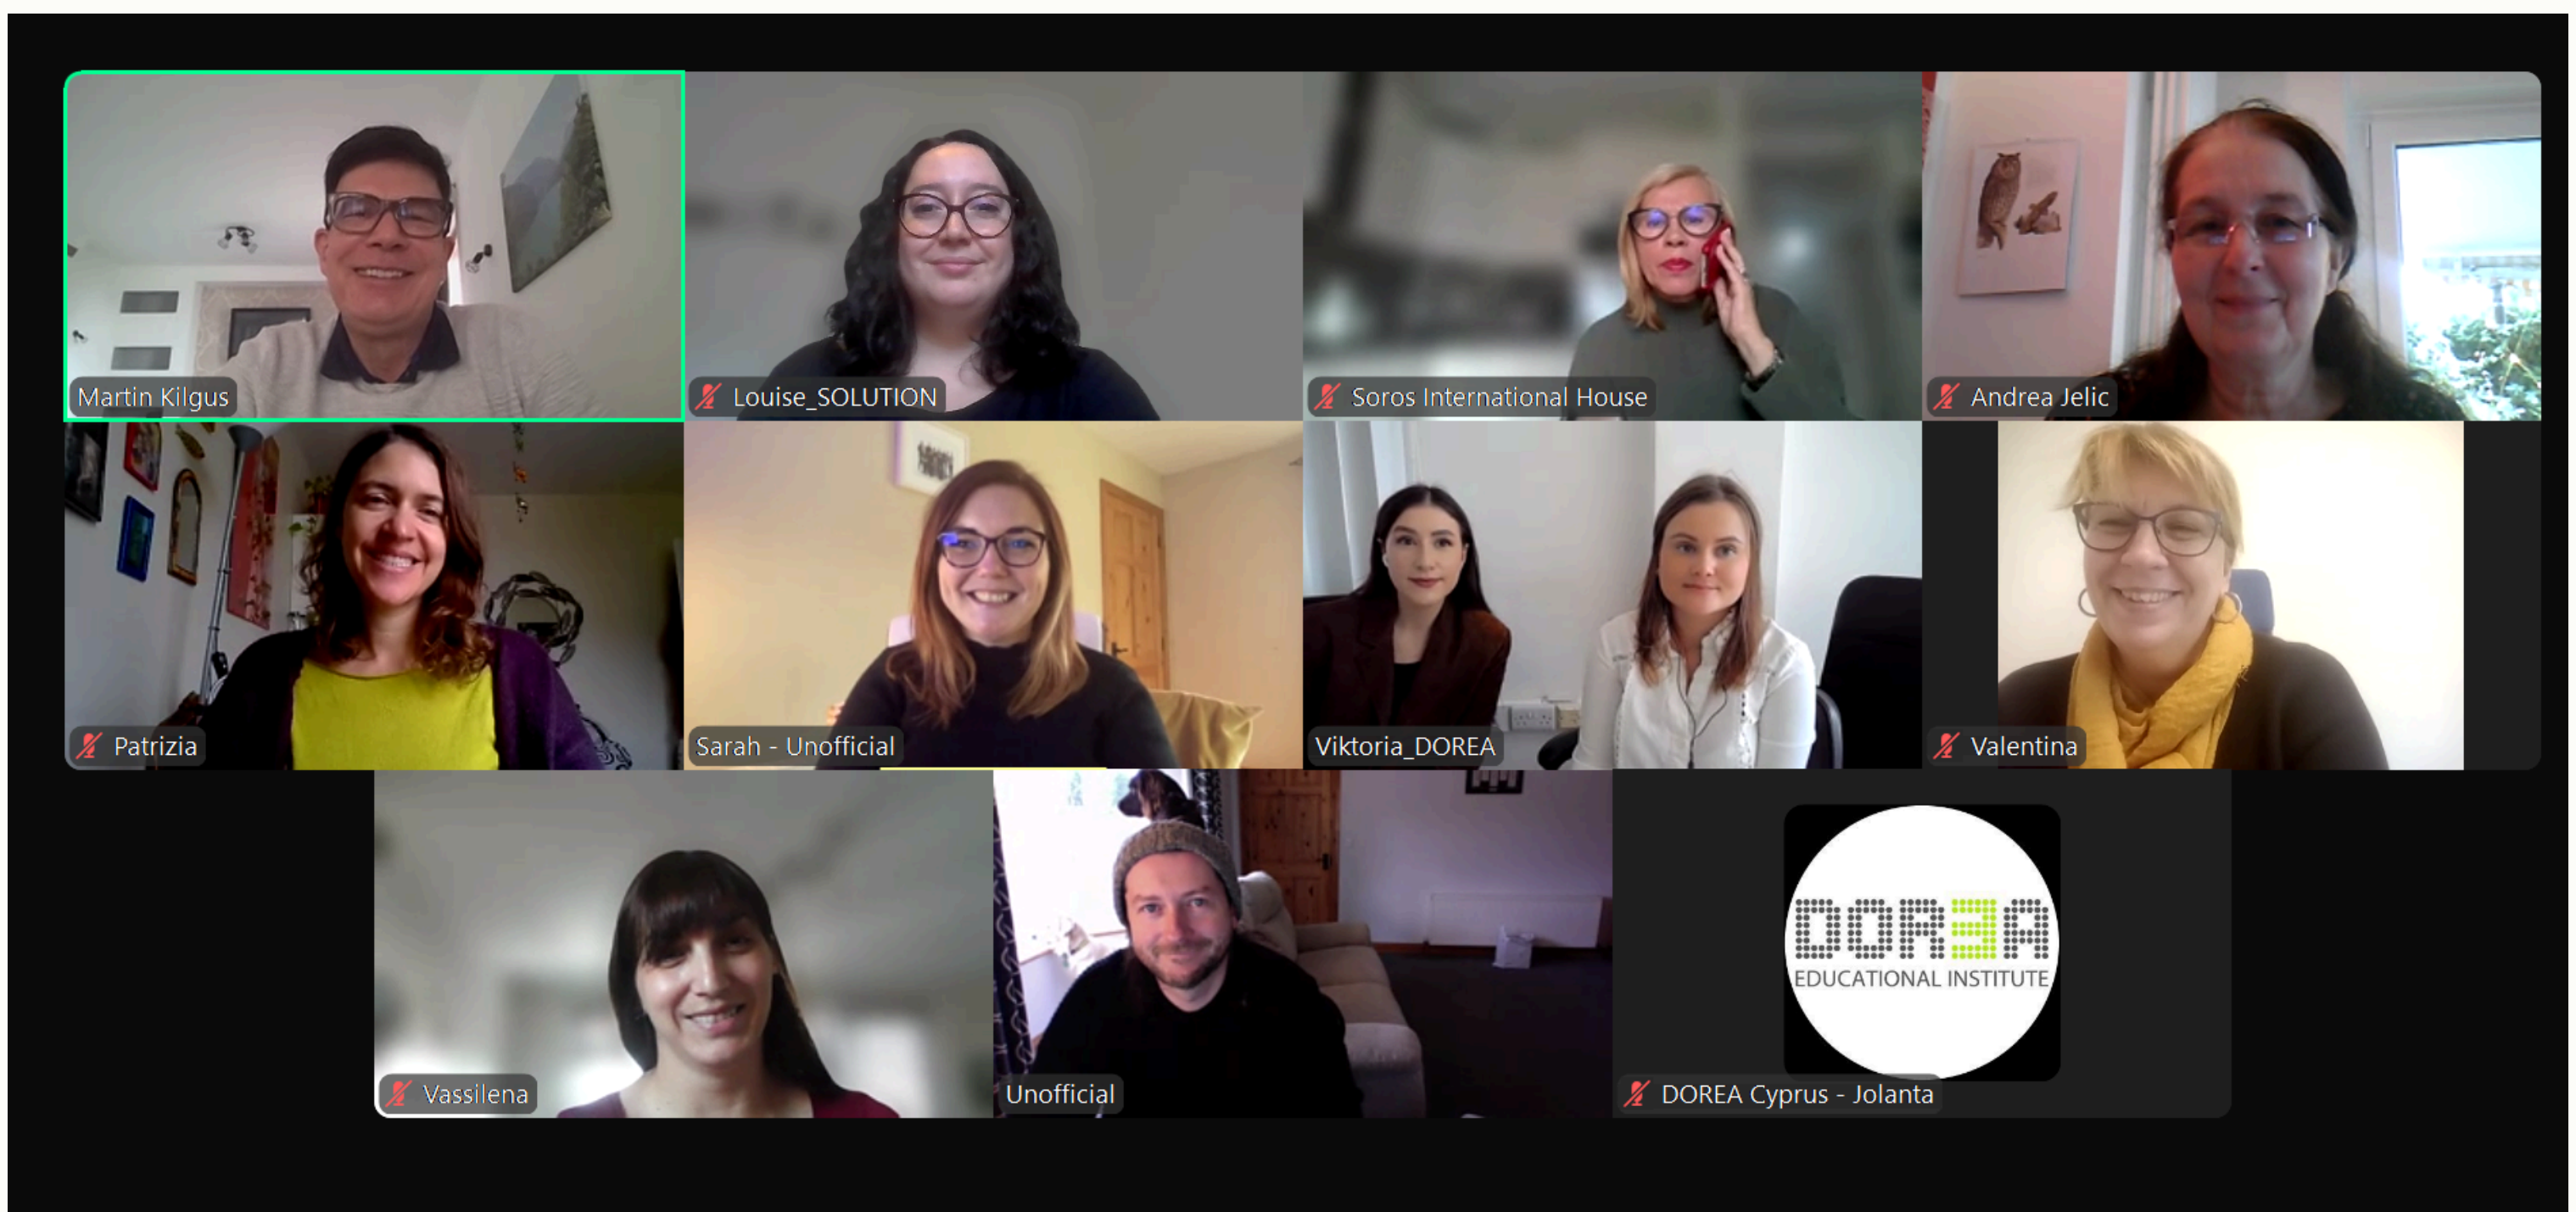 Martin Kilgus
Louise_SOLUTION
Soros International House
Andrea Jelic
Patrizia
Sarah - Unofficial
Viktoria_DOREA
Valentina
Vassilena
Unofficial
DOREA
EDUCATIONAL INSTITUTE
DOREA Cyprus - Jolanta